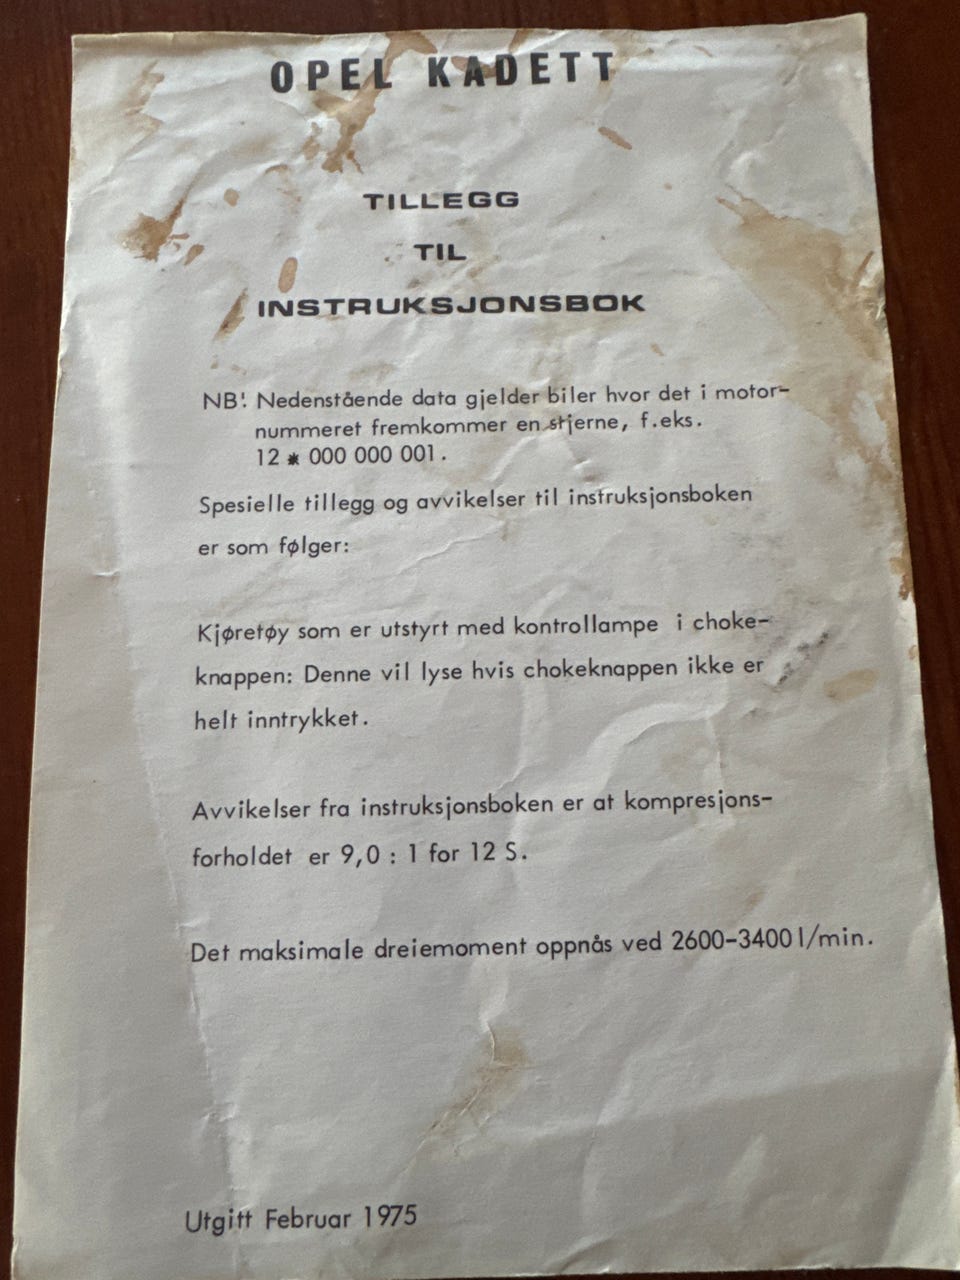 OPEL KADETT
TILLEGG
TIL
INSTRUKSJONSBOK
NB! Nedenstående data gjelder biler hvor det i motor-
nummeret fremkommer en stjerne, f.eks.
12 * 000 000 001.
Spesielle tillegg og avvikelser til instruksjonsboken
er som følger:
Kjøretøy som er utstyrt med kontrollampe i choke-
knappen: Denne vil lyse hvis chokeknappen ikke er
helt inntrykket.
Avvikelser fra instruksjonsboken er at kompresjons-
forholdet er 9,0 : 1 for 12 S.
Det maksimale dreiemoment oppnås ved 2600-3400 l/min.
Utgitt Februar 1975